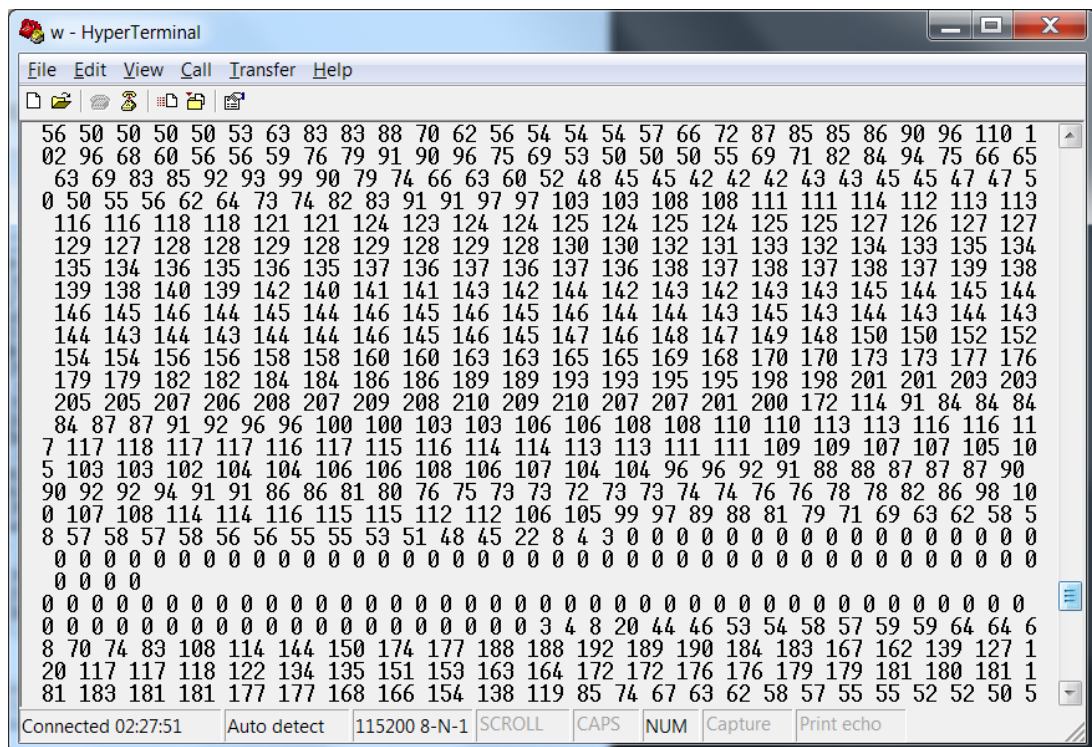 w - HyperTerminal
File Edit View Call Transfer Help
56 50 50 50 50 53 63 83 83 88 70 62 56 54 54 54 57 66 72 87 85 85 86 90 96 110 1
02 96 68 60 56 56 59 76 79 91 90 96 75 69 53 50 50 50 55 69 71 82 84 94 75 66 65
63 69 83 85 92 93 99 90 79 74 66 63 60 52 48 45 45 42 42 42 43 43 45 45 47 47 5
0 50 55 56 62 64 73 74 82 83 91 91 97 97 103 103 108 108 111 111 114 112 113 113
116 116 118 118 121 121 124 123 124 124 125 124 125 124 125 125 127 126 127 127
129 127 128 128 129 128 129 128 129 128 130 130 132 131 133 132 134 133 135 134
135 134 136 135 136 135 137 136 137 136 137 136 138 137 138 137 138 137 139 138
139 138 140 139 142 140 141 141 143 142 144 142 143 142 143 143 145 144 145 144
146 145 146 144 145 144 146 145 146 145 146 144 144 143 145 143 144 143 144 143
144 143 144 143 144 144 146 145 146 145 146 145 147 146 148 147 149 148 150 150 152 152
154 154 156 156 158 158 160 160 163 163 165 165 169 168 170 170 173 173 177 176
179 179 182 182 184 184 186 186 189 189 193 193 195 195 198 198 201 201 203 203
205 205 207 206 208 207 209 208 210 209 210 207 207 201 200 172 114 91 84 84 84
84 87 87 91 92 96 96 100 100 103 103 106 106 108 108 110 110 113 113 116 116 11
7 117 118 117 117 116 117 115 116 114 114 113 113 111 111 109 109 107 107 105 10
5 103 103 102 104 104 106 106 108 106 107 104 104 96 96 92 91 88 88 87 87 87 90
90 92 92 94 91 91 86 86 81 80 76 75 73 73 72 73 73 74 74 76 76 78 78 82 86 98 10
0 107 108 114 114 116 115 115 112 112 106 105 99 97 89 88 81 79 71 69 63 62 58 5
8 57 58 57 58 56 56 55 55 53 51 48 45 22 8 4 3 0 0 0 0 0 0 0 0 0 0 0 0 0 0 0 0 0
0 0 0 0 0 0 0 0 0 0 0 0 0 0 0 0 0 0 0 0 0 0 0 0 0 0 0 0 0 0 0 0 0 0 0 0 0 0 0 0
0 0 0 0
0 0 0 0 0 0 0 0 0 0 0 0 0 0 0 0 0 0 0 0 0 0 0 0 0 0 0 0 0 0 0 0 0 0 0 0 0 0 0 0
0 0 0 0 0 0 0 0 0 0 0 0 0 0 0 0 0 0 0 0 3 4 8 20 44 46 53 54 58 57 59 59 64 64 6
8 70 74 83 108 114 144 150 174 177 188 188 192 189 190 184 183 167 162 139 127 1
20 117 117 118 122 134 135 151 153 163 164 172 172 176 176 179 179 181 180 181 1
81 183 181 181 177 177 168 166 154 138 119 85 74 67 63 62 58 57 55 55 52 52 50 5
Connected 02:27:51 Auto detect 115200 8-N-1 SCROLL CAPS NUM Capture Print echo